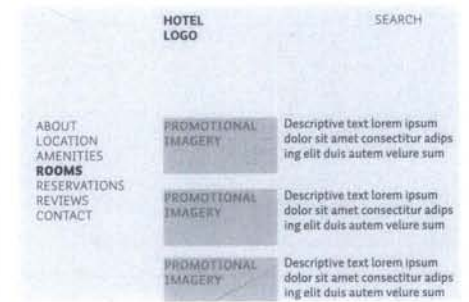 HOTEL
LOGO
SEARCH
ABOUT
LOCATION
AMENITIES
ROOMS
RESERVATIONS
REVIEWS
CONTACT
PROMOTIONAL
IMAGERY
Descriptive text lorem ipsum
dolor sit amet consectitur adips
ing elit duis autem velure sum
PROMOTIONAL
IMAGERY
Descriptive text lorem ipsum
dolor sit amet consectitur adips
ing elit duis autem velure sum
PROMOTIONAL
IMAGERY
Descriptive text lorem ipsum
dolor sit amet consectitur adips
ing elit duis autem velure sum